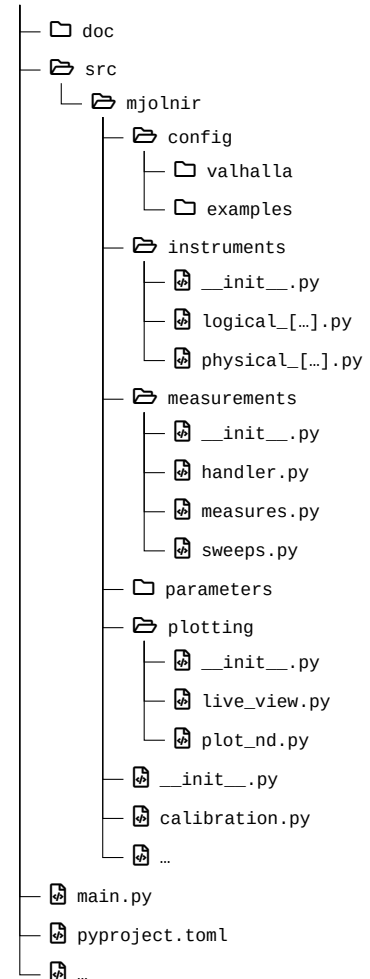 doc
src
mjolnir
config
valhalla
examples
instruments
__init__.py
logical_[…].py
physical_[…].py
measurements
__init__.py
handler.py
measures.py
sweeps.py
parameters
plotting
__init__.py
live_view.py
plot_nd.py
__init__.py
calibration.py
…
main.py
pyproject.toml
…